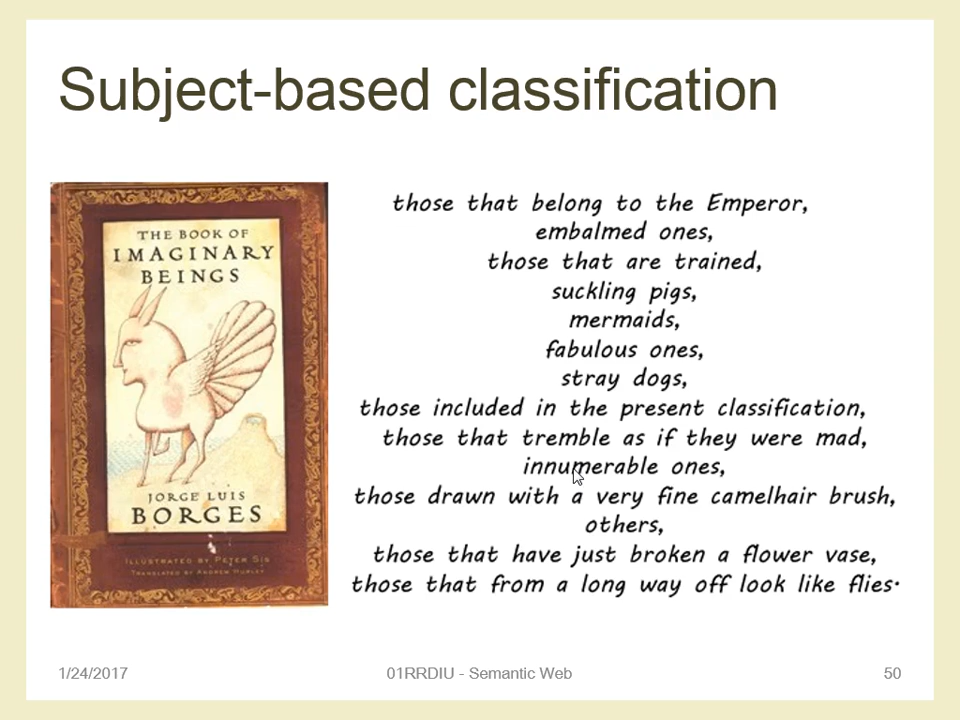 Subject-based classification
THE BOOK OF
IMAGINARY
BEINGS
JORGE LUIS
BORGES
ILLUSTRATED BY PETER SIS
TRANSLATED BY ANDREW HURLEY
those that belong to the Emperor,
embalmed ones,
those that are trained,
suckling pigs,
mermaids,
fabulous ones,
stray dogs,
those included in the present classification,
those that tremble as if they were mad,
innumerable ones,
those drawn with a very fine camelhair brush,
others,
those that have just broken a flower vase,
those that from a long way off look like flies.
1/24/2017
01RRDIU - Semantic Web
50